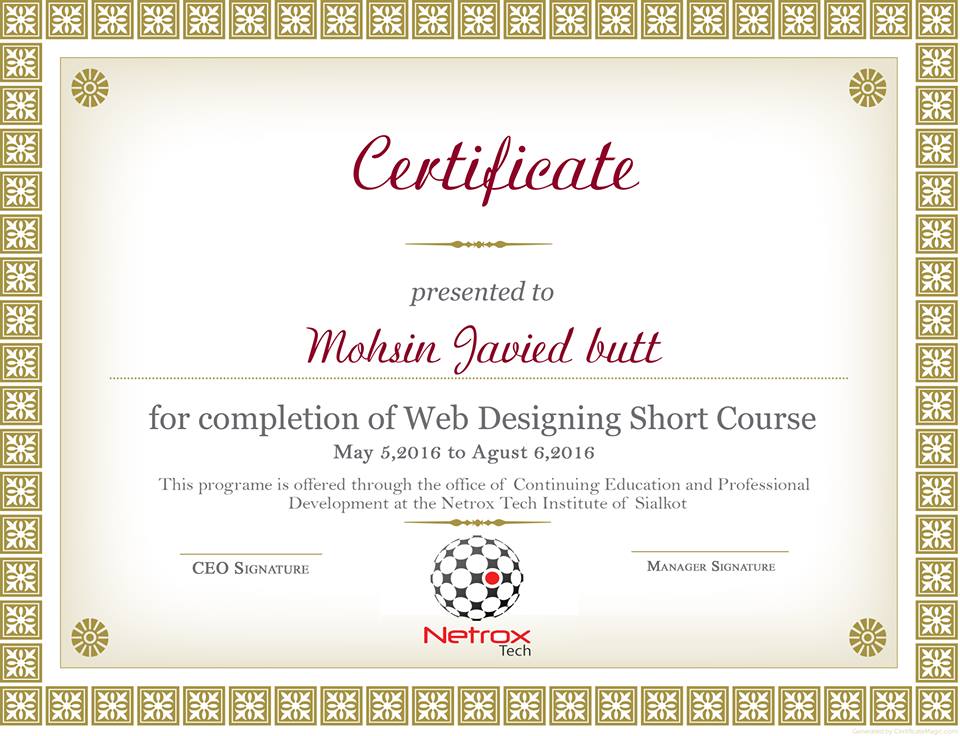 Certificate
presented to
Mohsin Javied butt
for completion of Web Designing Short Course
May 5,2016 to Agust 6,2016
This programe is offered through the office of Continuing Education and Professional
Development at the Netrox Tech Institute of Sialkot
CEO Signature
Manager Signature
Netrox
Tech
Generated by CertificateMagic.com